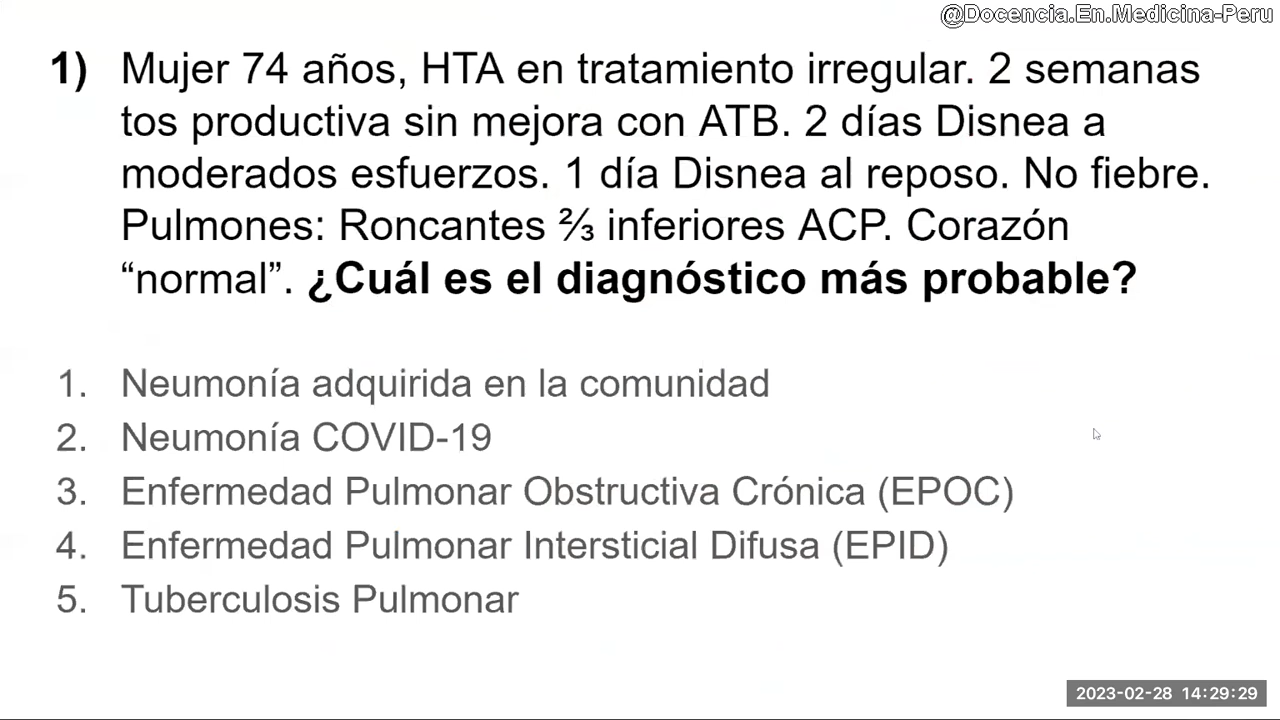 @Docencia.En.Medicina-Peru
1) Mujer 74 años, HTA en tratamiento irregular. 2 semanas
tos productiva sin mejora con ATB. 2 días Disnea a
moderados esfuerzos. 1 día Disnea al reposo. No fiebre.
Pulmones: Roncantes ⅔ inferiores ACP. Corazón
“normal”. ¿Cuál es el diagnóstico más probable?
1. Neumonía adquirida en la comunidad
2. Neumonía COVID-19
3. Enfermedad Pulmonar Obstructiva Crónica (EPOC)
4. Enfermedad Pulmonar Intersticial Difusa (EPID)
5. Tuberculosis Pulmonar
2023-02-28 14:29:29